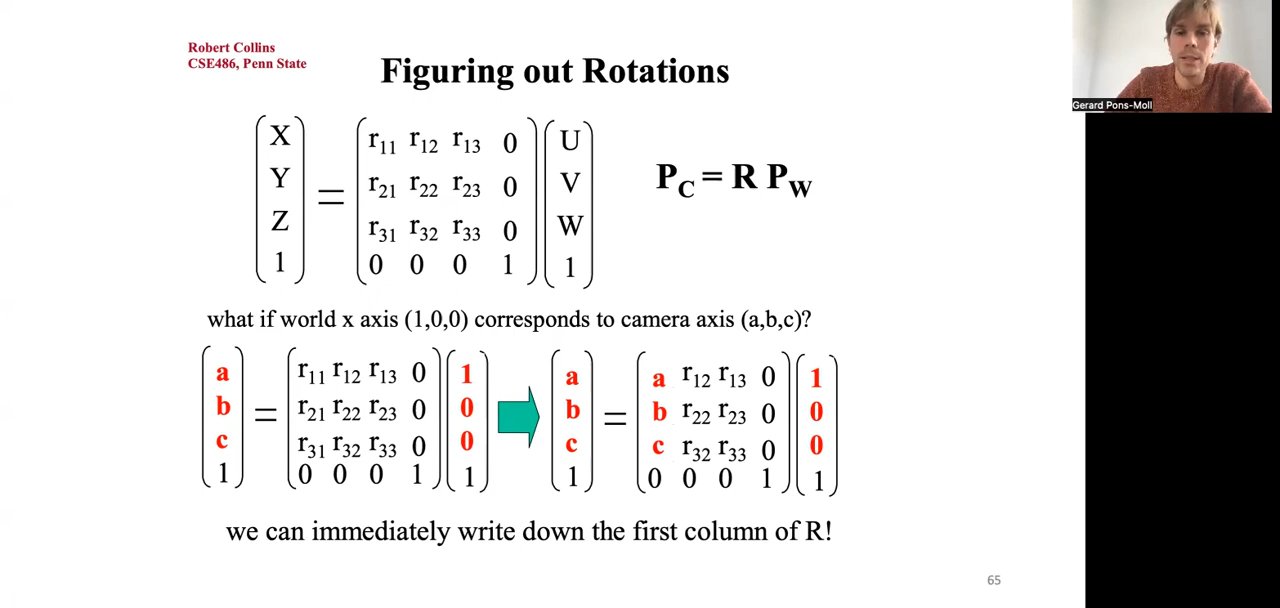 Robert Collins
CSE486, Penn State
Figuring out Rotations
Gerard Pons-Moll
X r₁₁ r₁₂ r₁₃ 0 U
Y r₂₁ r₂₂ r₂₃ 0 V
Z = r₃₁ r₃₂ r₃₃ 0 W
1 0 0 0 1 1
P_C = R P_W
what if world x axis (1,0,0) corresponds to camera axis (a,b,c)?
a r₁₁ r₁₂ r₁₃ 0 1
b = r₂₁ r₂₂ r₂₃ 0 0
c r₃₁ r₃₂ r₃₃ 0 0
1 0 0 0 1 1
a a r₁₂ r₁₃ 0 1
b = b r₂₂ r₂₃ 0 0
c c r₃₂ r₃₃ 0 0
1 0 0 0 1 1
we can immediately write down the first column of R!
65